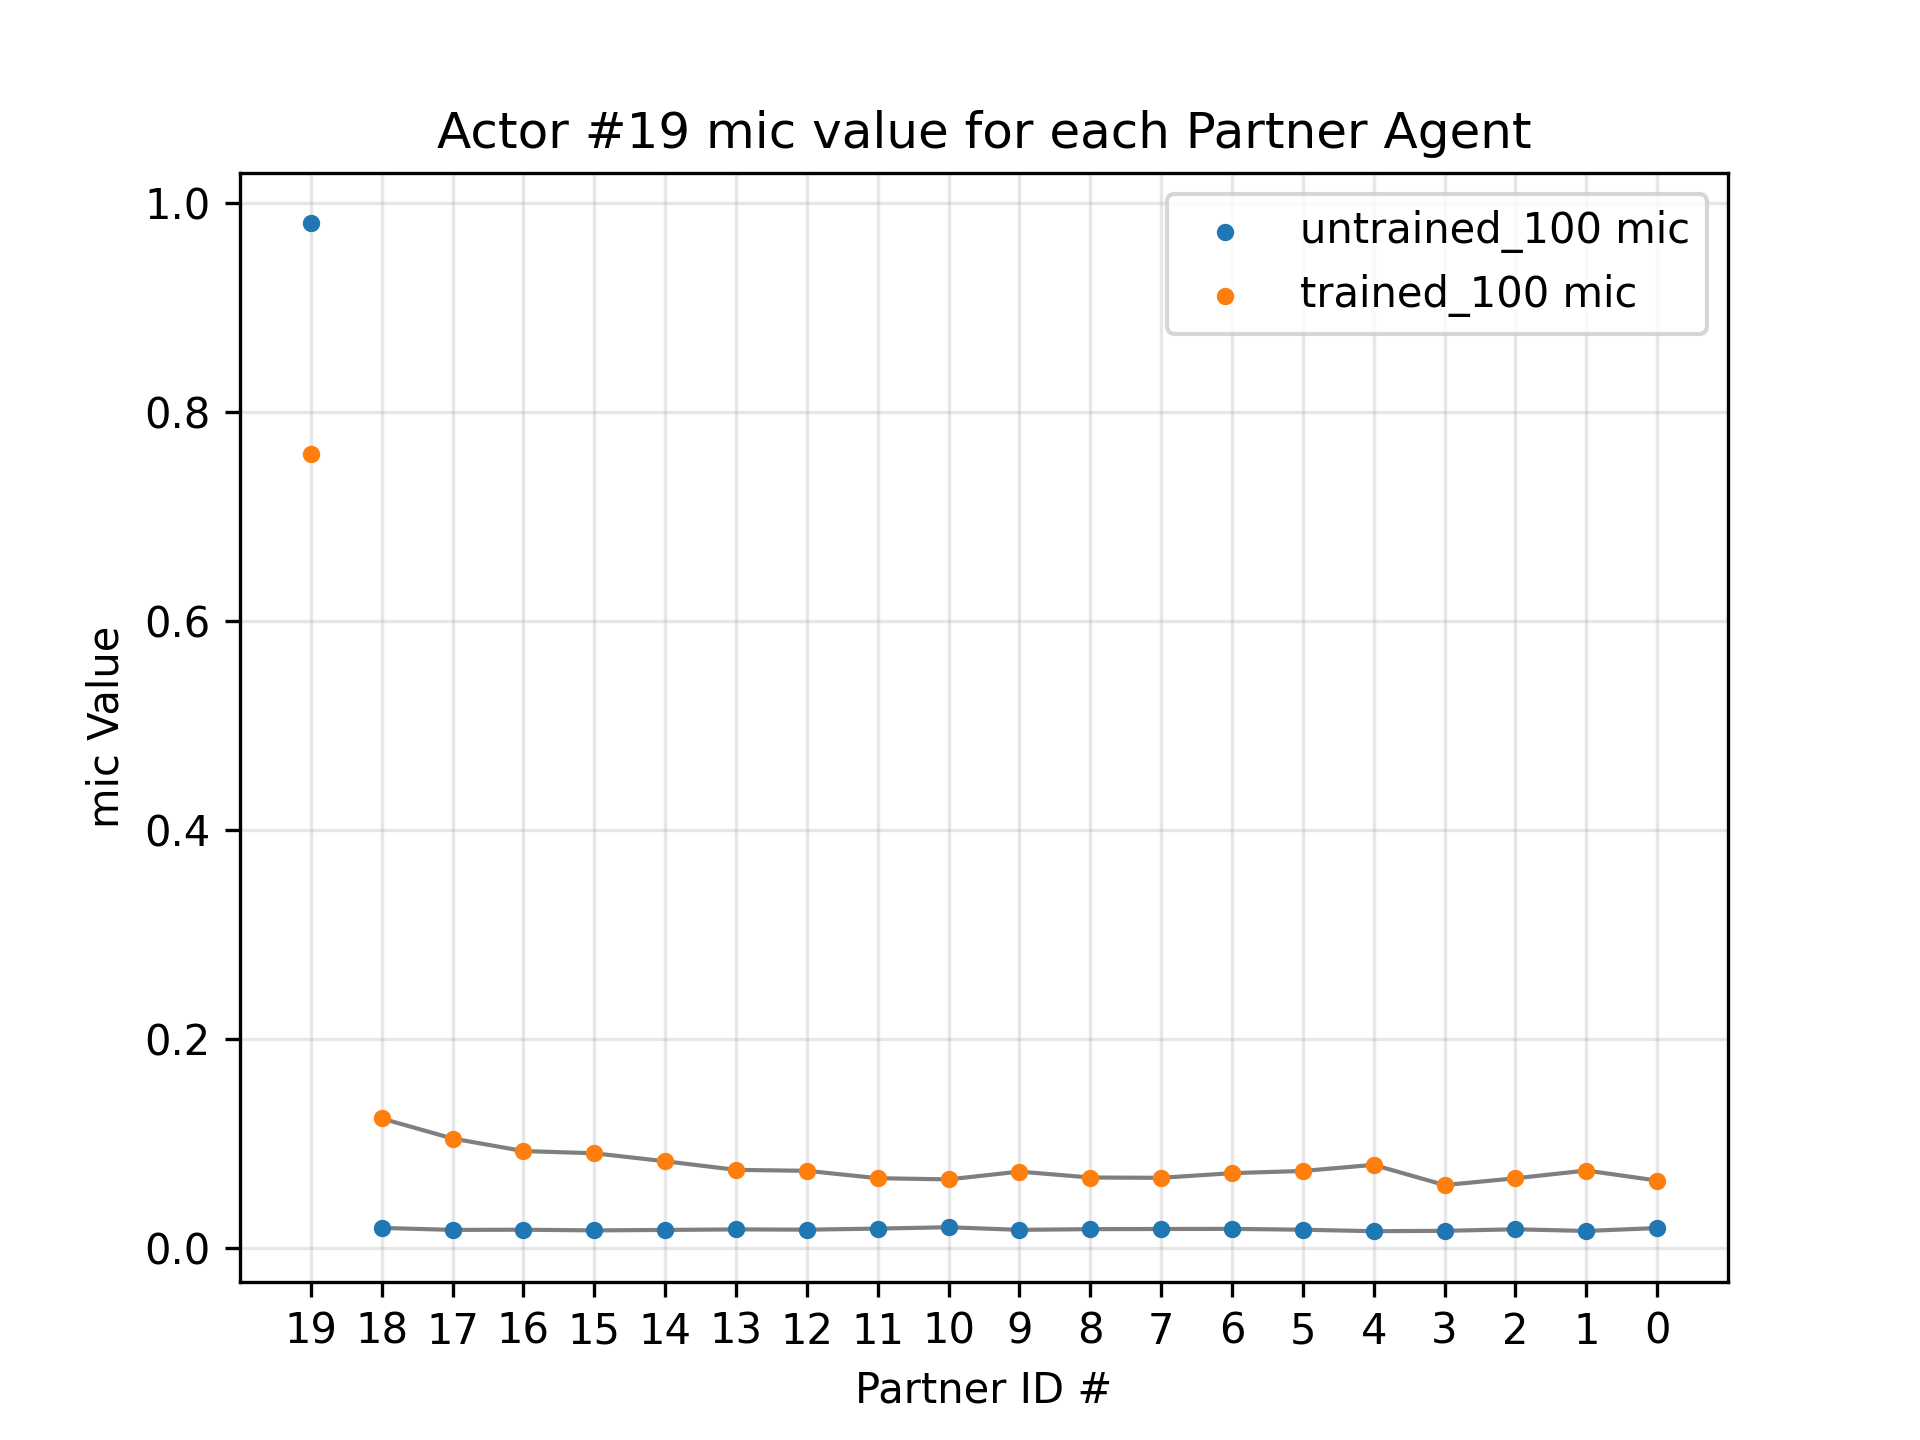 Actor #19 mic value for each Partner Agent
untrained_100 mic
trained_100 mic
1.0
0.8
0.6
0.4
0.2
0.0
mic Value
19 18 17 16 15 14 13 12 11 10 9 8 7 6 5 4 3 2 1 0
Partner ID #